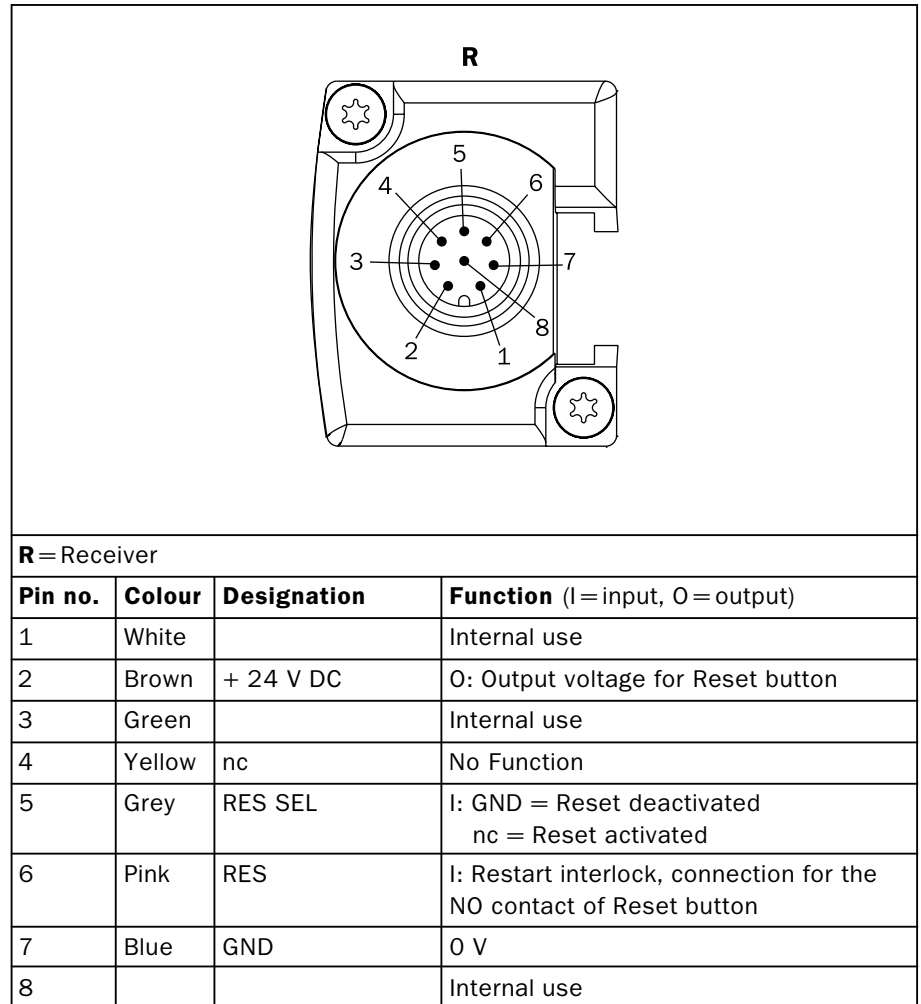 R
5
4
6
3
7
8
2
1
R = Receiver
Pin no. Colour Designation Function (I = input, O = output)
1 White Internal use
2 Brown + 24 V DC O: Output voltage for Reset button
3 Green Internal use
4 Yellow nc No Function
5 Grey RES SEL I: GND = Reset deactivated
nc = Reset activated
6 Pink RES I: Restart interlock, connection for the
NO contact of Reset button
7 Blue GND 0 V
8 Internal use